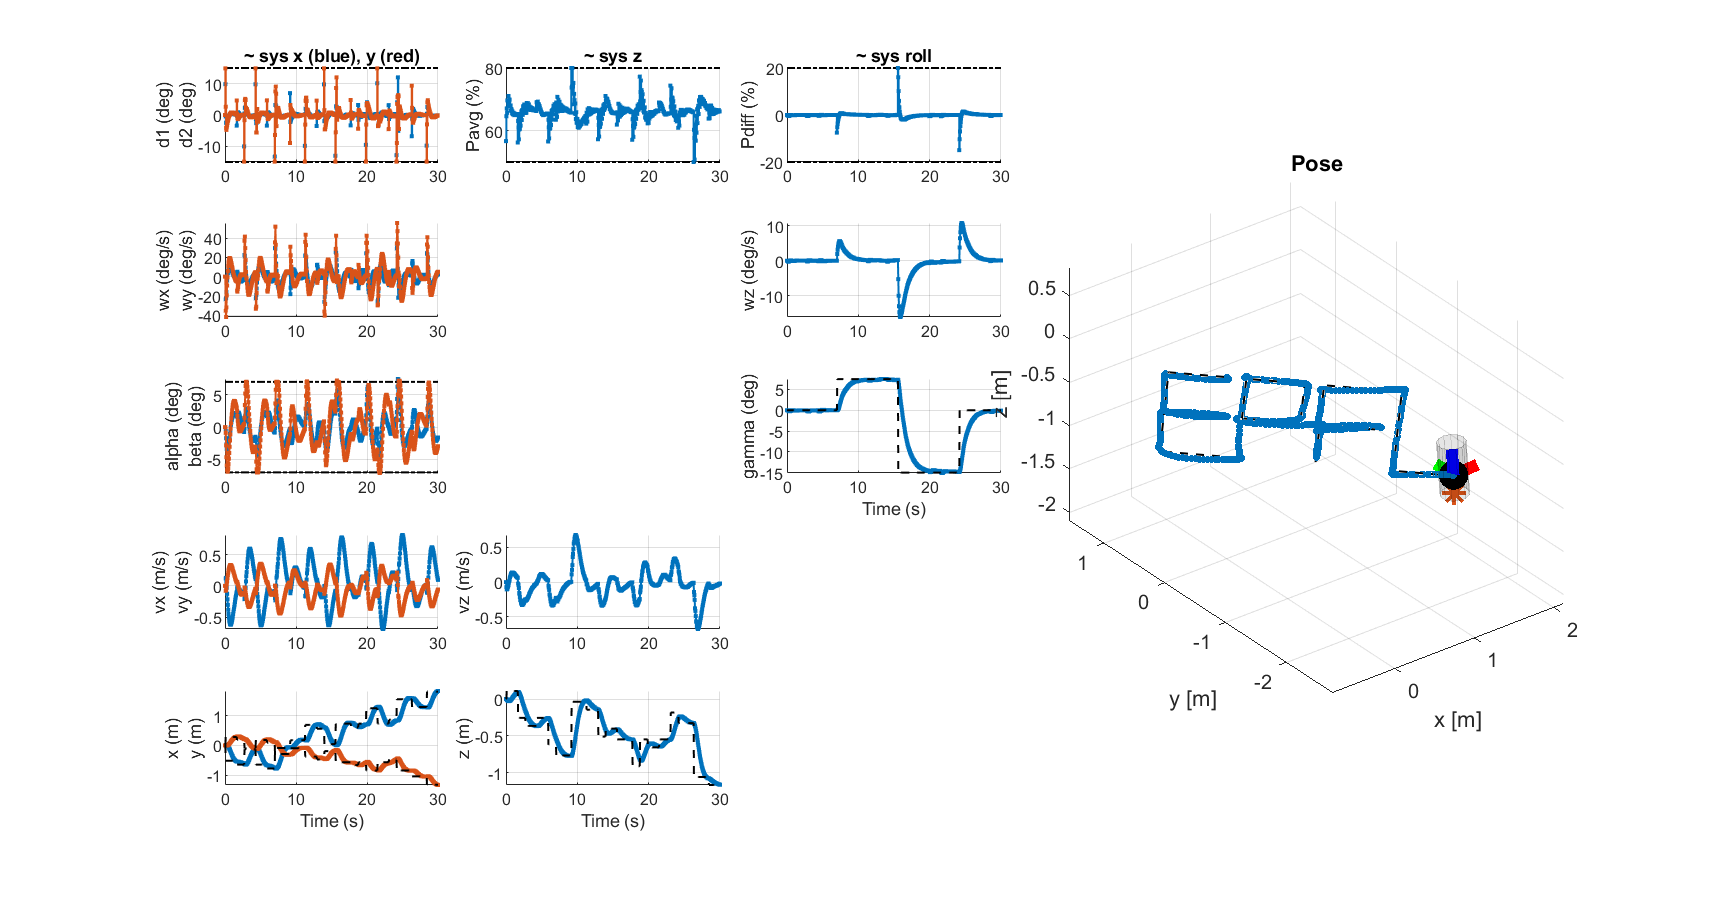 ~ sys x (blue), y (red)
d1 (deg)
d2 (deg)
10
0
-10
0 10 20 30
~ sys z
Pavg (%)
80
60
0 10 20 30
~ sys roll
Pdiff (%)
20
0
-20
0 10 20 30
wx (deg/s)
wy (deg/s)
40
20
0
-20
-40
0 10 20 30
wz (deg/s)
10
0
-10
0 10 20 30
alpha (deg)
beta (deg)
5
0
-5
0 10 20 30
gamma (deg)
5
0
-5
-10
-15
0 10 20 30
Time (s)
vx (m/s)
vy (m/s)
0.5
0
-0.5
0 10 20 30
vz (m/s)
0.5
0
-0.5
0 10 20 30
x (m)
y (m)
1
0
-1
0 10 20 30
Time (s)
z (m)
0
-0.5
-1
0 10 20 30
Time (s)
Pose
z [m]
0.5
0
-0.5
-1
-1.5
-2
1
0
-1
-2
y [m]
0
1
2
x [m]